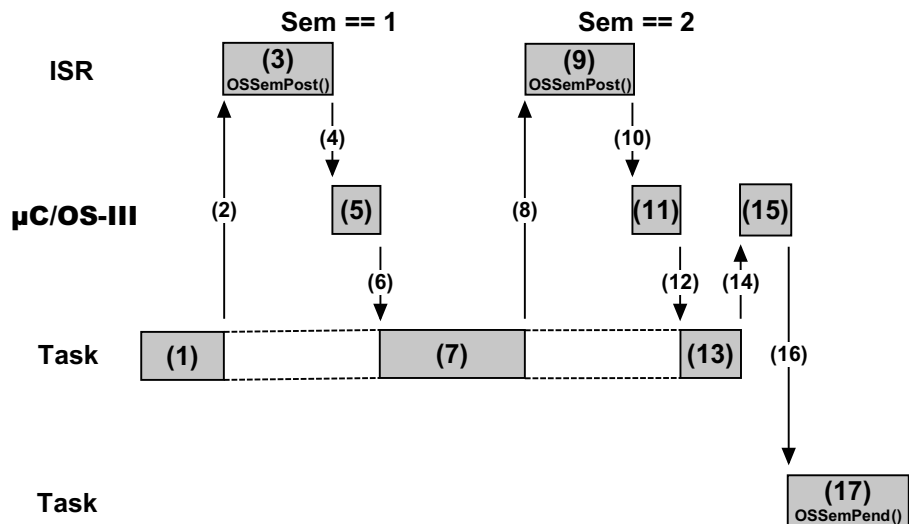 Sem == 1
Sem == 2
ISR
(3)
OSSemPost()
(9)
OSSemPost()
(4)
(10)
µC/OS-III
(2)
(5)
(8)
(11)
(15)
(6)
(12)
(14)
Task
(1)
(7)
(13)
(16)
Task
(17)
OSSemPend()